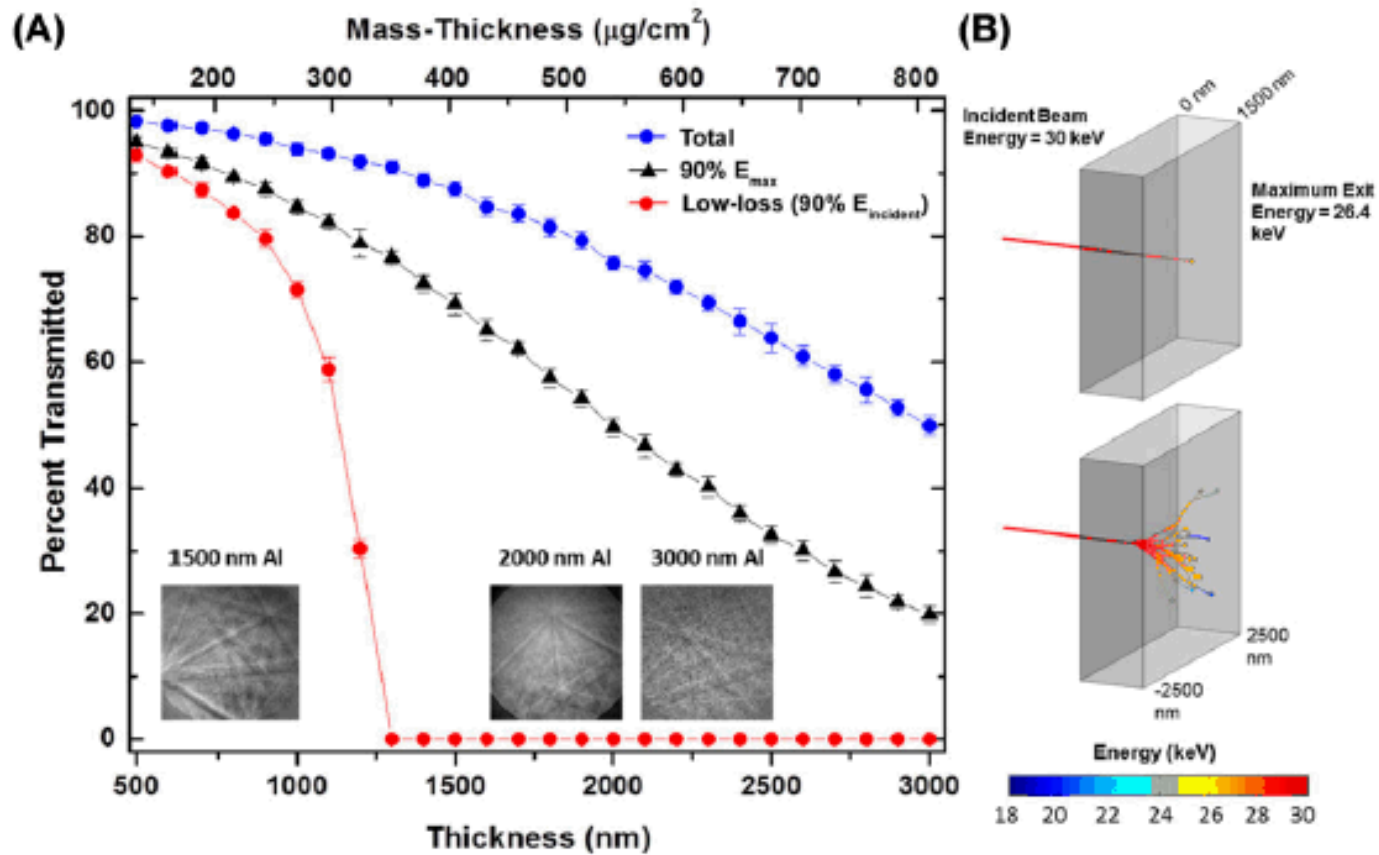 (A)
Mass-Thickness (µg/cm²)
200 300 400 500 600 700 800
100
80
60
40
20
0
Percent Transmitted
Total
90% Emax
Low-loss (90% Eincident)
1500 nm Al
2000 nm Al
3000 nm Al
500 1000 1500 2000 2500 3000
Thickness (nm)
(B)
0 nm
1500 nm
Incident Beam
Energy = 30 keV
Maximum Exit
Energy = 26.4
keV
2500
nm
-2500
nm
Energy (keV)
18 20 22 24 26 28 30